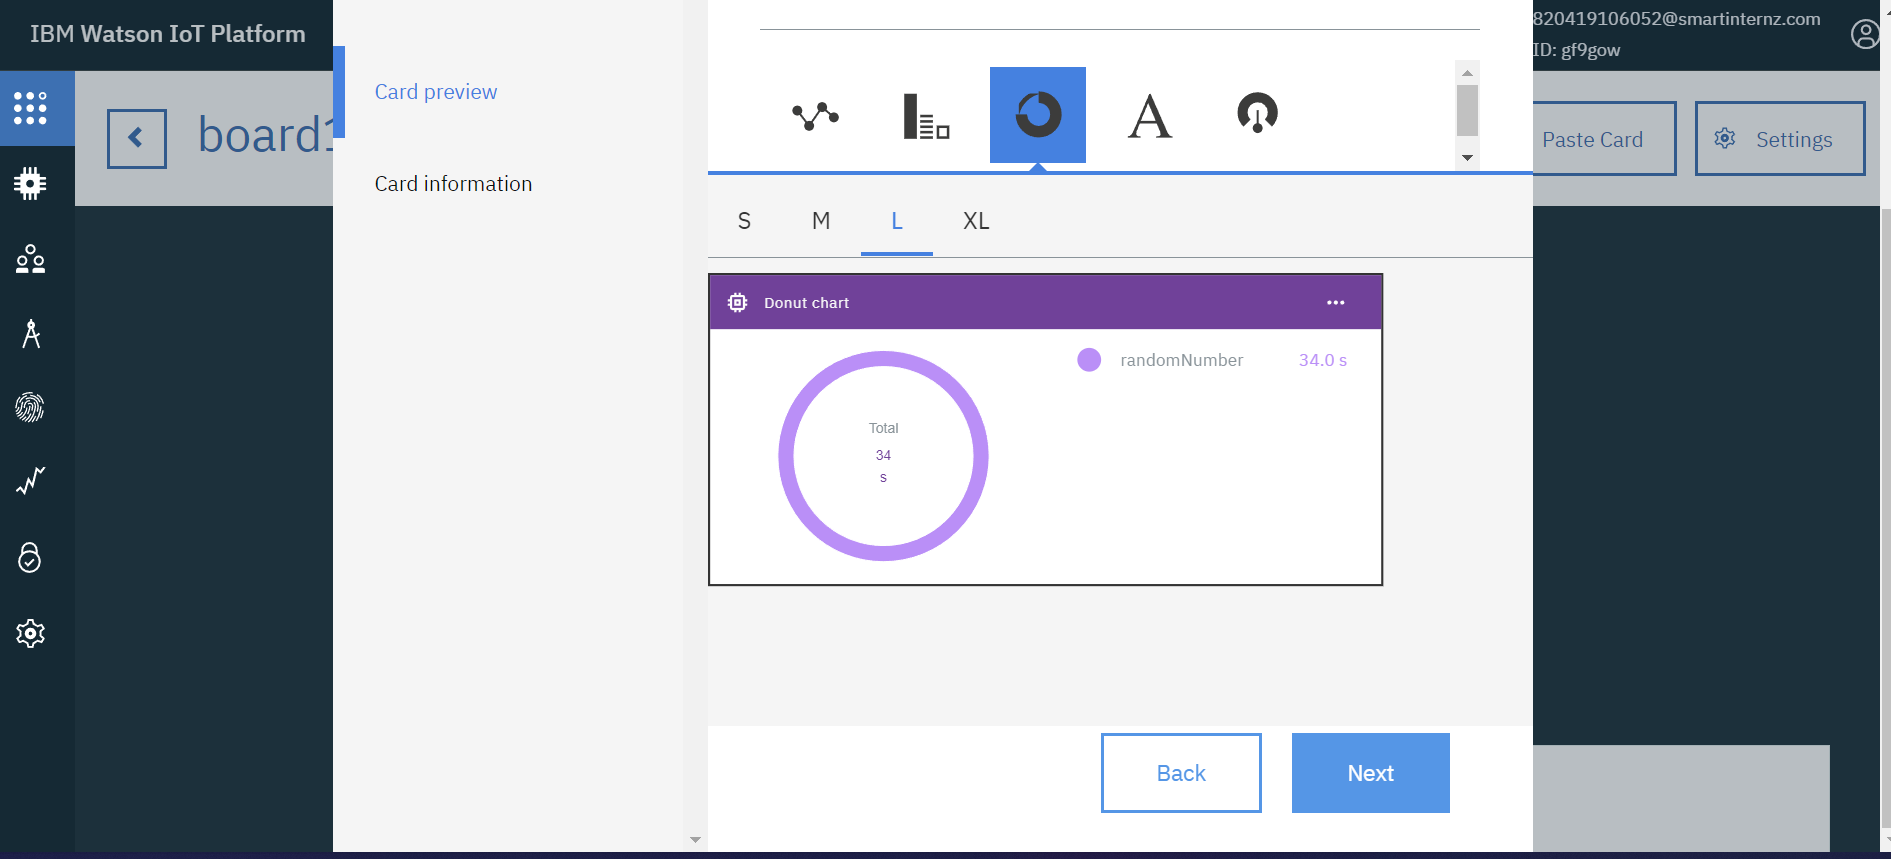 IBM Watson IoT Platform
820419106052@smartinternz.com
ID: gf9gow
board1
Paste Card
Settings
Card preview
Card information
S M L XL
Donut chart
randomNumber 34.0 s
Total
34
s
Back
Next